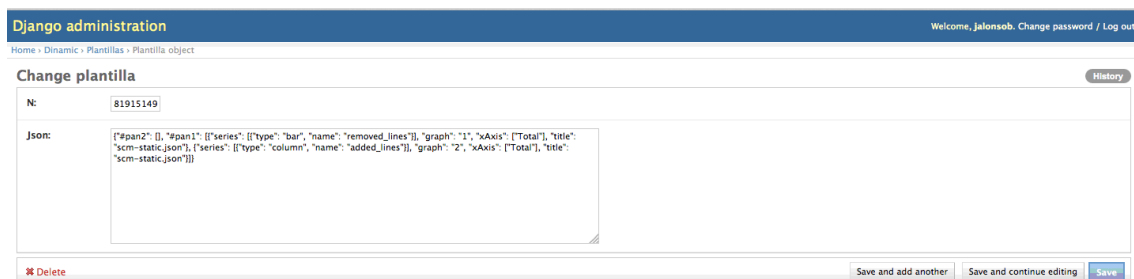 Django administration
Welcome, jalonsob. Change password / Log out
Home › Dinamic › Plantillas › Plantilla object
Change plantilla
History
N:
81915149
Json:
{"#pan2": [], "#pan1": [{"series": [{"type": "bar", "name": "removed_lines"}], "graph": "1", "xAxis": ["Total"], "title":
"scm-static.json"}, {"series": [{"type": "column", "name": "added_lines"}], "graph": "2", "xAxis": ["Total"], "title":
"scm-static.json"}]}
Delete
Save and add another
Save and continue editing
Save